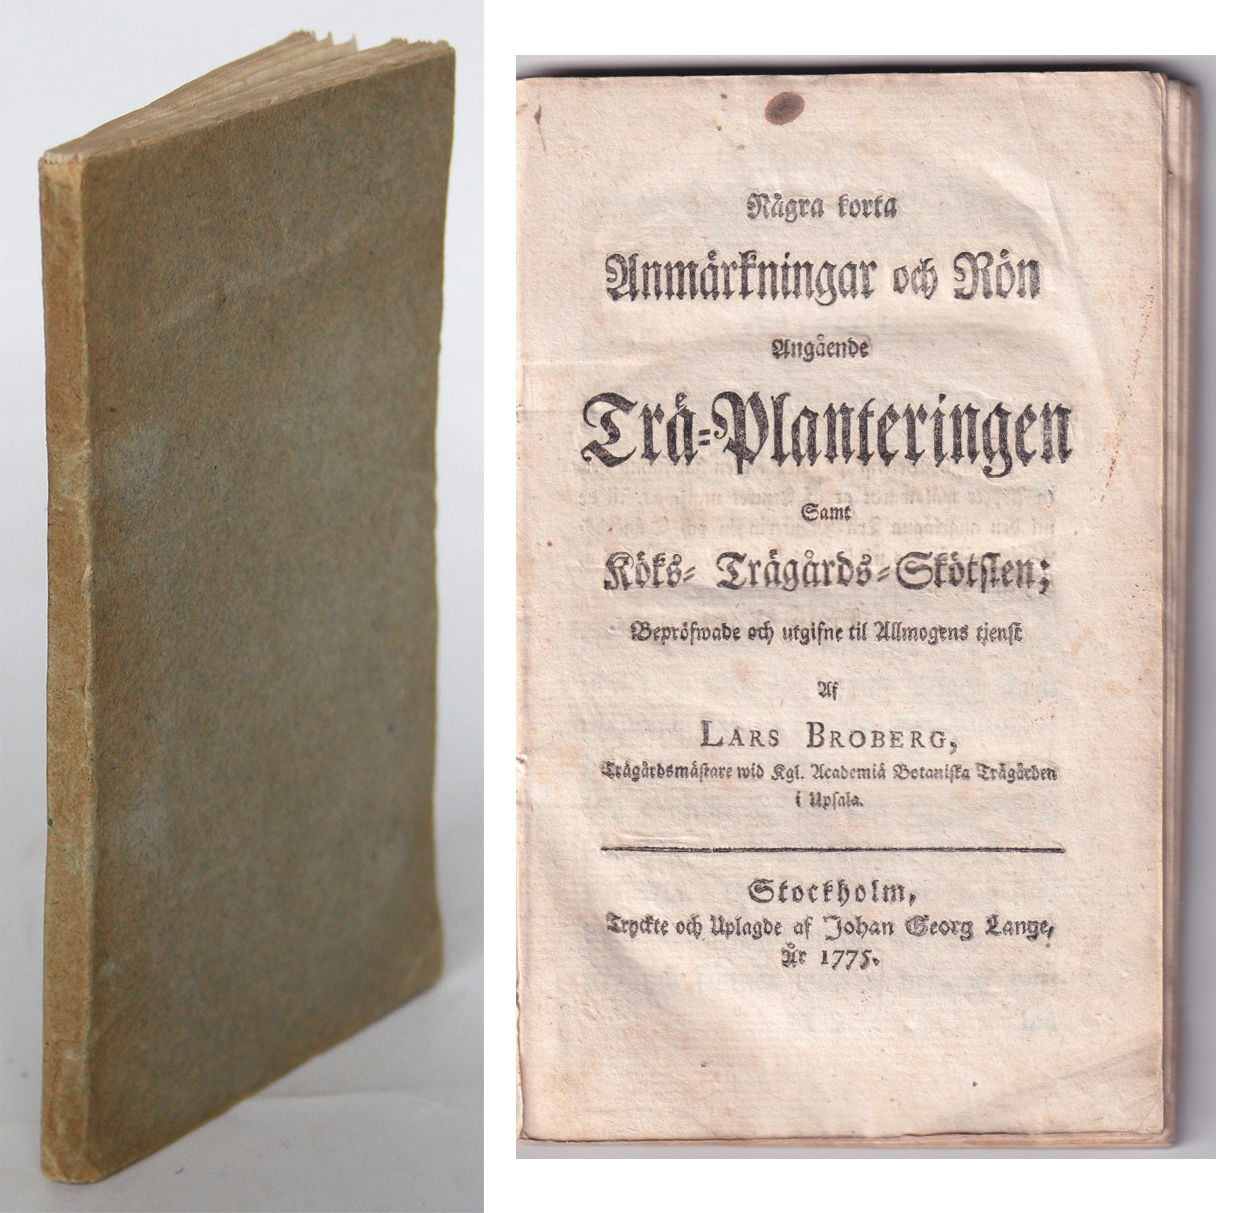 Några korta
Anmärkningar och Rön
Angående
Trä-Planteringen
Samt
Köks- Trägårds-Skötslen;
Bepröfwade och utgifne til Allmogens tjenst
Af
LARS BROBERG,
Trägårdsmästare wid Kgl. Academiä Botaniska Trägården
i Upsala.
Stockholm,
Tryckte och Uplagde af Johan Georg Lange,
År 1775.